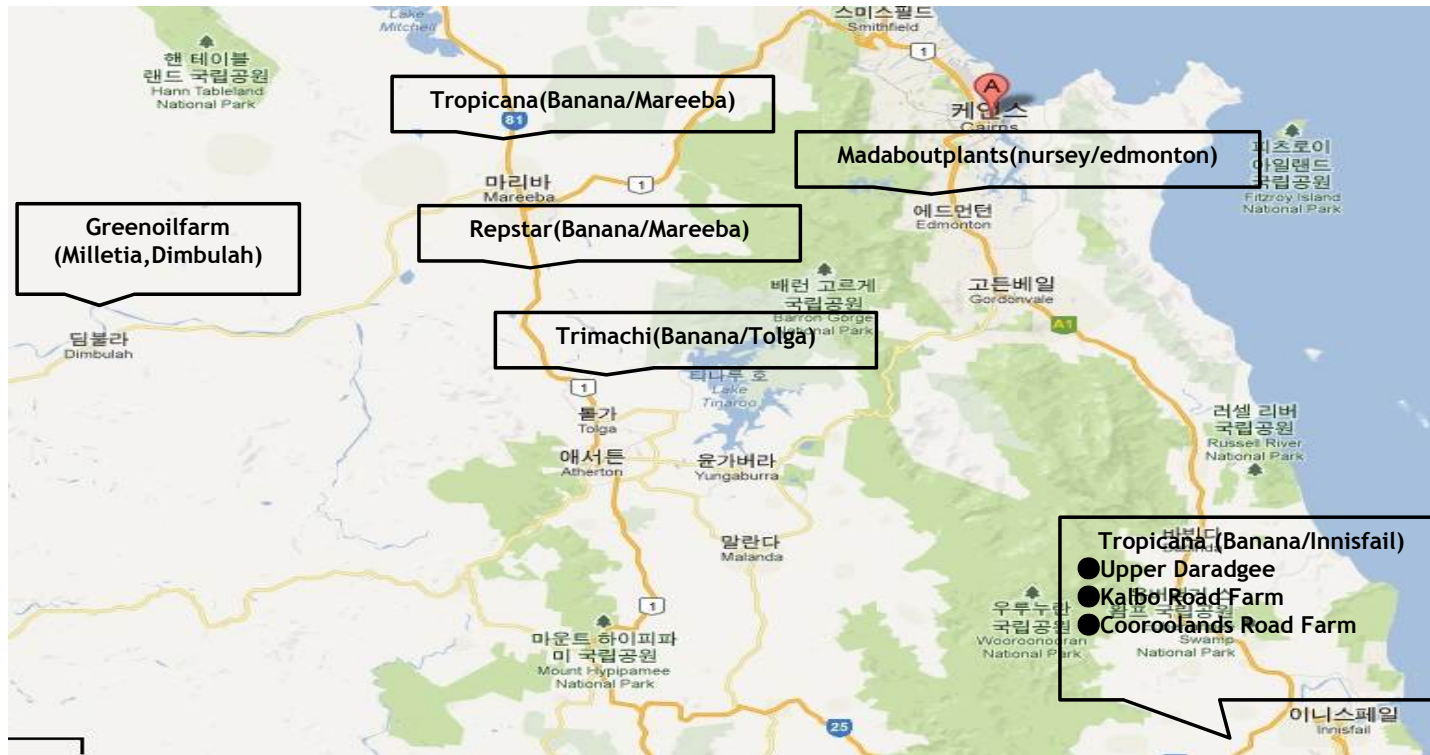 Lake
Mitchell
스미스필드
Smithfield
1
핸 테이블
랜드 국립공원
Hann Tableland
National Park
Tropicana(Banana/Mareeba)
81
A
케언스
Cairns
Madaboutplants(nursey/edmonton)
피츠로이
아일랜드
국립공원
Fitzroy Island
National Park
마리바
Mareeba
1
에드먼턴
Edmonton
Greenoilfarm
(Milletia,Dimbulah)
Repstar(Banana/Mareeba)
배런 고르게
국립공원
Barron Gorge
National Park
고든베일
Gordonvale
A1
딤불라
Dimbulah
Trimachi(Banana/Tolga)
티나루 호
Lake
Tinaroo
1
톨가
Tolga
러셀 리버
국립공원
Russell River
National Park
애서튼
Atherton
윤가버라
Yungaburra
말란다
Malanda
Tropicana (Banana/Innisfail)
●Upper Daradgee
●Kalbo Road Farm
●Cooroolands Road Farm
우루누란
국립공원
Wooroonooran
National Park
국립공원
Swamp
National Park
1
마운트 하이피파
미 국립공원
Mount Hypipamee
National Park
25
이니스페일
Innisfail